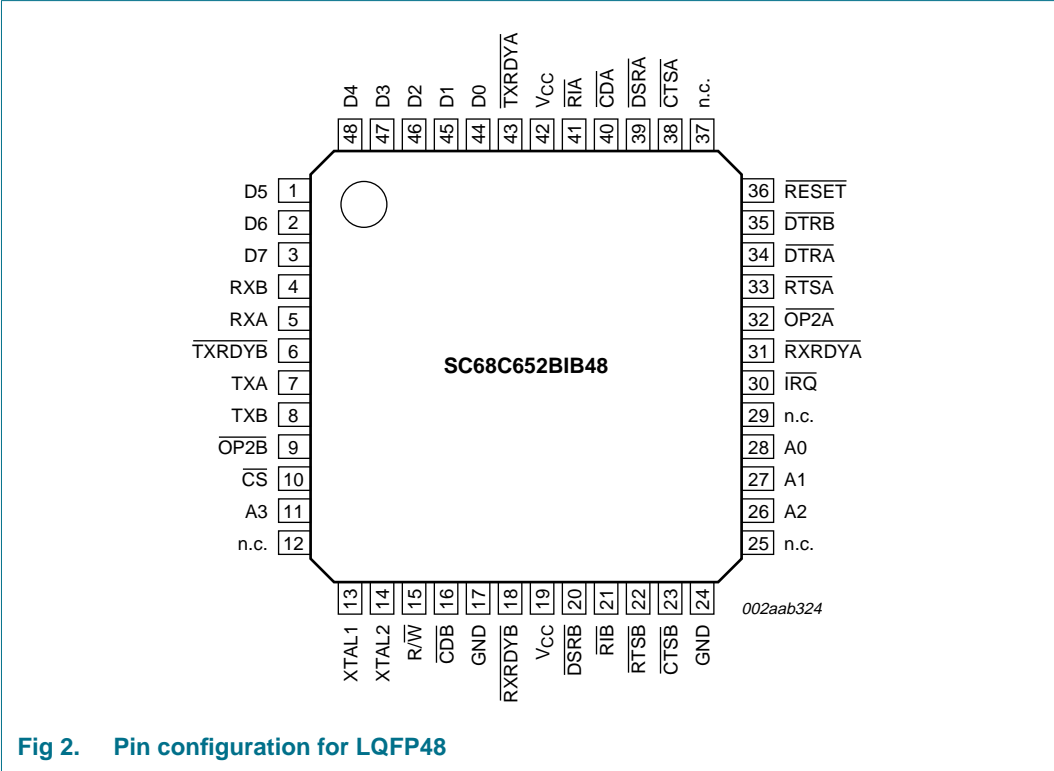 D4 D3 D2 D1 D0 TXRDYA VCC RIA CDA DSRA CTSA n.c.
48 47 46 45 44 43 42 41 40 39 38 37
D5 1
D6 2
D7 3
RXB 4
RXA 5
TXRDYB 6
TXA 7
TXB 8
OP2B 9
CS 10
A3 11
n.c. 12
SC68C652BIB48
36 RESET
35 DTRB
34 DTRA
33 RTSA
32 OP2A
31 RXRDYA
30 IRQ
29 n.c.
28 A0
27 A1
26 A2
25 n.c.
13 14 15 16 17 18 19 20 21 22 23 24
XTAL1 XTAL2 R/W CDB GND RXRDYB VCC DSRB RIB RTSB CTSB GND
002aab324
Fig 2. Pin configuration for LQFP48